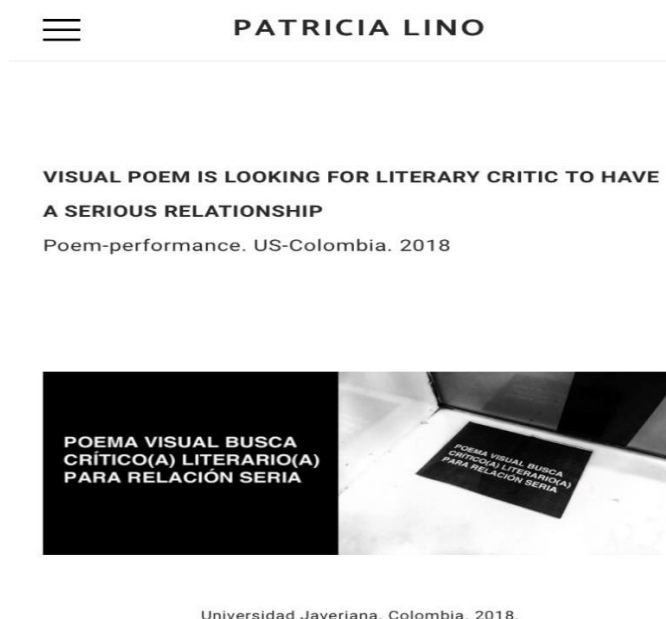 PATRICIA LINO
VISUAL POEM IS LOOKING FOR LITERARY CRITIC TO HAVE
A SERIOUS RELATIONSHIP
Poem-performance. US-Colombia. 2018
POEMA VISUAL BUSCA
CRÍTICO(A) LITERARIO(A)
PARA RELACIÓN SERIA
POEMA VISUAL BUSCA
CRÍTICO(A) LITERARIO(A)
PARA RELACIÓN SERIA
Universidad Javeriana. Colombia. 2018.